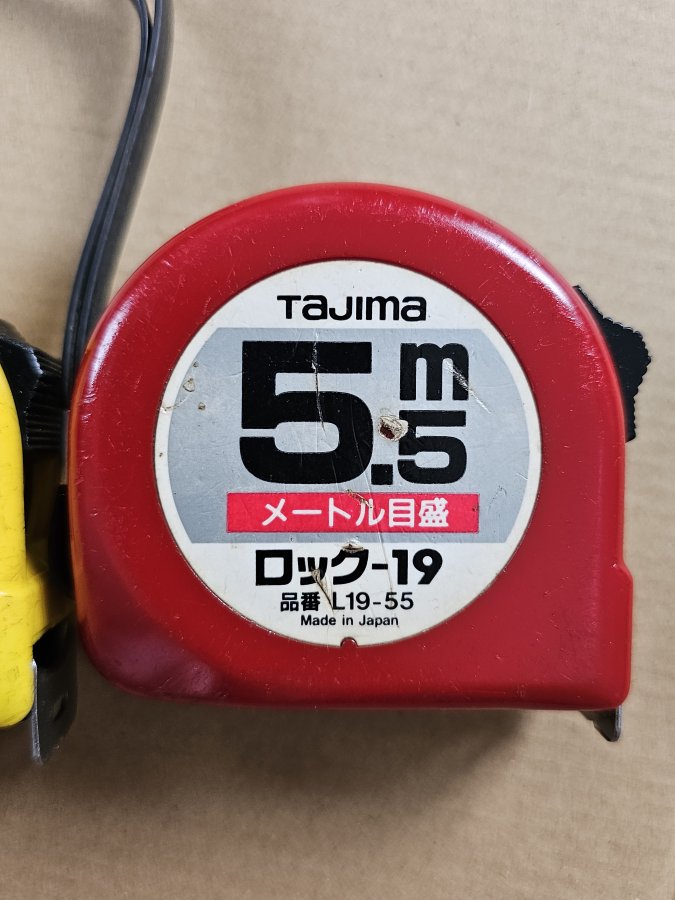 TAJIMA
5.5m
メートル目盛
ロック-19
品番 L19-55
Made in Japan